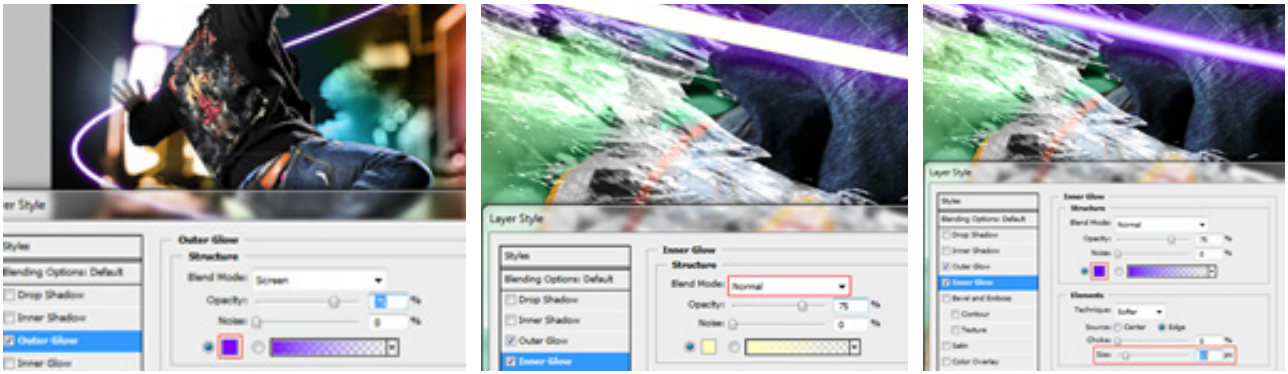 er Style
Styles
Blending Options: Default
Drop Shadow
Inner Shadow
Outer Glow
Inner Glow
Outer Glow
Structure
Blend Mode: Screen
Opacity: 75 %
Noise: 0 %
Layer Style
Styles
Blending Options: Default
Drop Shadow
Inner Shadow
Outer Glow
Inner Glow
Inner Glow
Structure
Blend Mode: Normal
Opacity: 75 %
Noise: 0 %
Layer Style
Styles
Blending Options: Default
Drop Shadow
Inner Shadow
Outer Glow
Inner Glow
Bevel and Emboss
Contour
Texture
Satin
Color Overlay
Inner Glow
Structure
Blend Mode: Normal
Opacity: 75 %
Noise: 0 %
Elements
Technique: Softer
Source: Center Edge
Choke: 0 %
Size: px